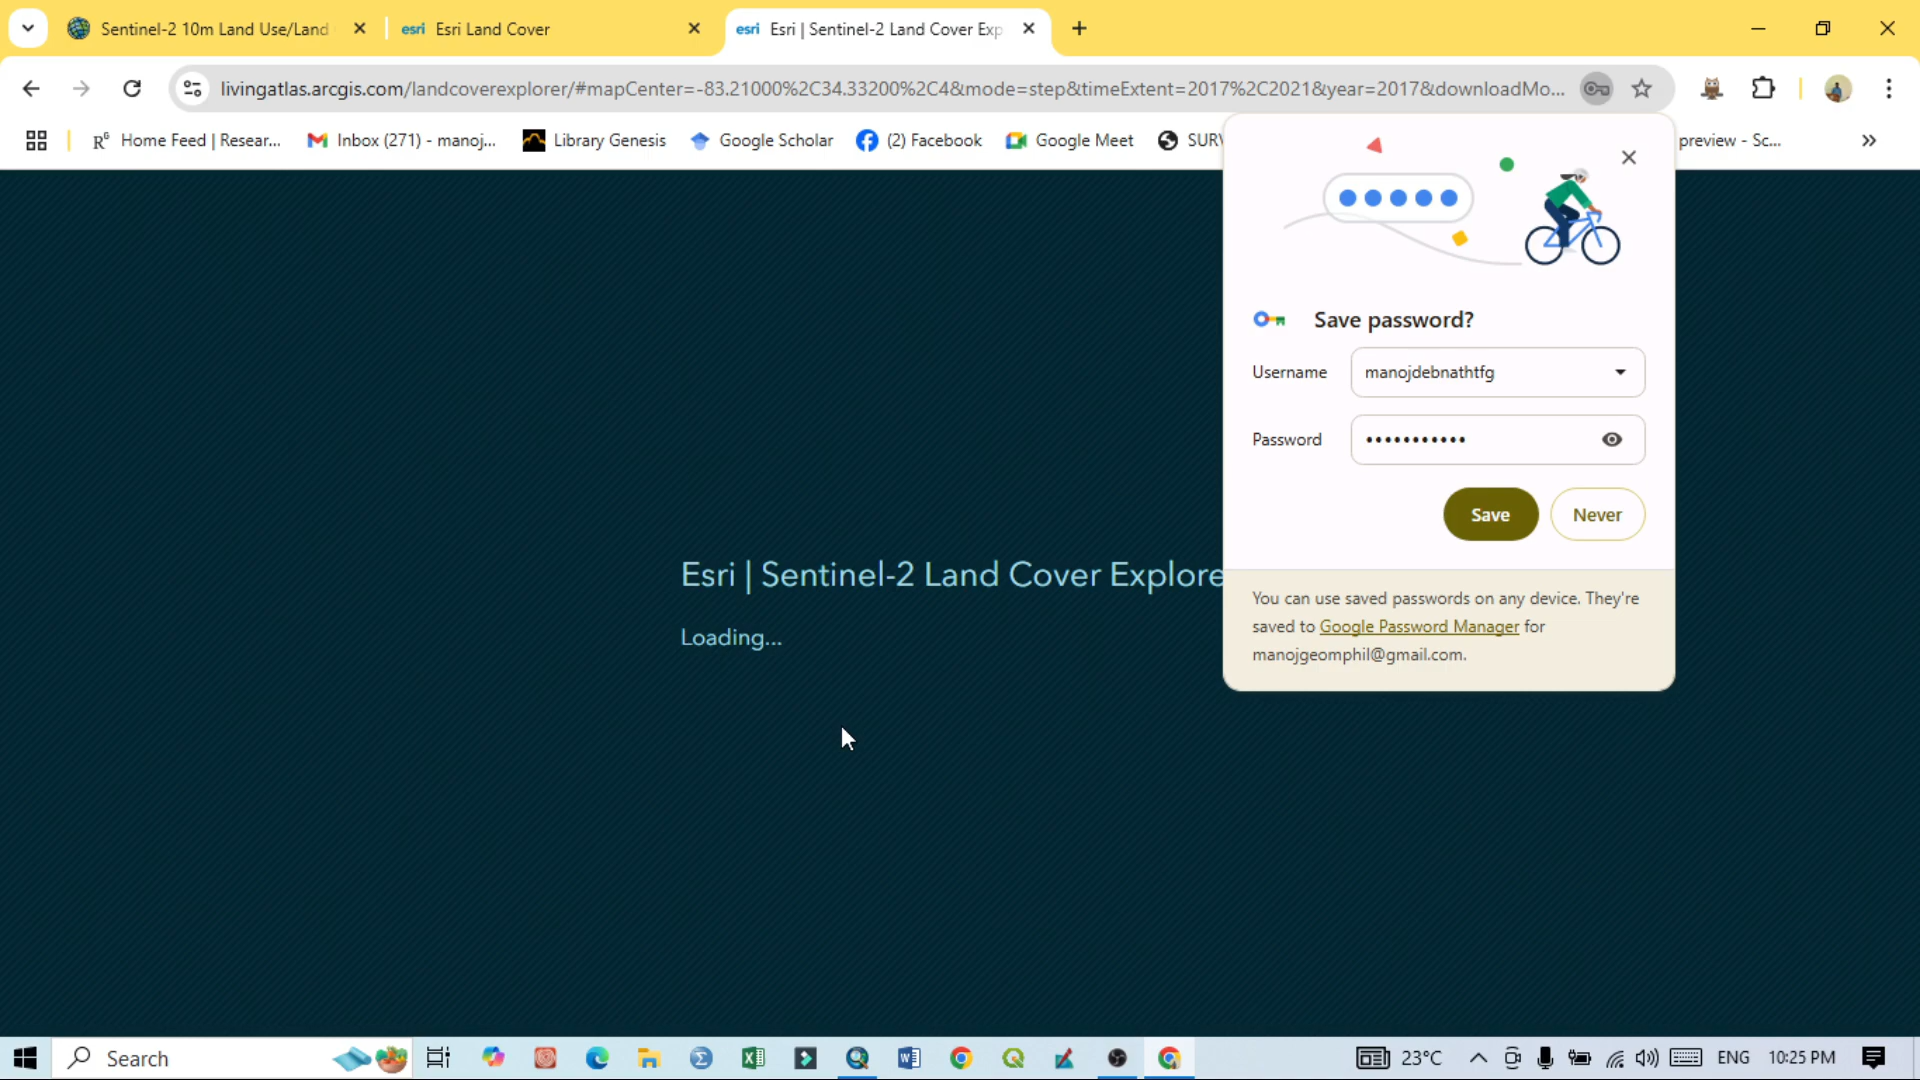 Sentinel-2 10m Land Use/Land
esri Esri Land Cover
esri Esri | Sentinel-2 Land Cover Exp
livingatlas.arcgis.com/landcoverexplorer/#mapCenter=-83.21000%2C34.33200%2C4&mode=step&timeExtent=2017%2C2021&year=2017&downloadMo...
RG Home Feed | Resear...
Inbox (271) - manoj...
Library Genesis
Google Scholar
(2) Facebook
Google Meet
SURV
preview - Sc...
Save password?
Username manojdebnathtfg
Password •••••••••••
Save Never
You can use saved passwords on any device. They're
saved to Google Password Manager for
manojgeomphil@gmail.com.
Esri | Sentinel-2 Land Cover Explore
Loading...
Search
23°C
ENG
10:25 PM